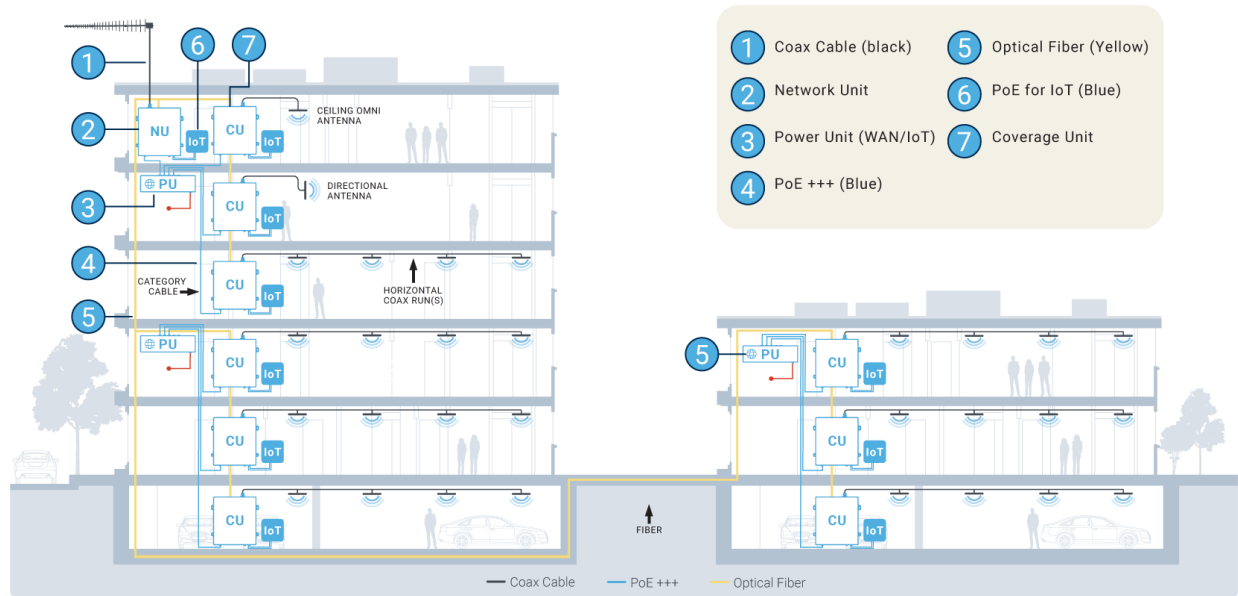 1 Coax Cable (black)
2 Network Unit
3 Power Unit (WAN/IoT)
4 PoE +++ (Blue)
5 Optical Fiber (Yellow)
6 PoE for IoT (Blue)
7 Coverage Unit
1
6
7
2
NU
IoT
CU
IoT
CEILING OMNI
ANTENNA
3
PU
CU
IoT
DIRECTIONAL
ANTENNA
4
CATEGORY
CABLE
CU
IoT
HORIZONTAL
COAX RUN(S)
5
PU
CU
IoT
CU
IoT
CU
IoT
FIBER
5
PU
CU
IoT
CU
IoT
CU
IoT
Coax Cable
PoE +++
Optical Fiber